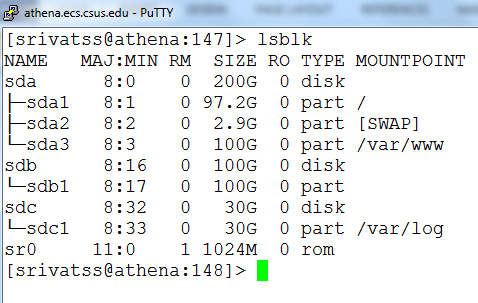 athena.ecs.csus.edu - PuTTY
[srivatss@athena:147]> lsblk
NAME   MAJ:MIN RM  SIZE RO TYPE MOUNTPOINT
sda      8:0    0  200G  0 disk
├─sda1   8:1    0 97.2G  0 part /
├─sda2   8:2    0  2.9G  0 part [SWAP]
└─sda3   8:3    0  100G  0 part /var/www
sdb      8:16   0  100G  0 disk
└─sdb1   8:17   0  100G  0 part
sdc      8:32   0   30G  0 disk
└─sdc1   8:33   0   30G  0 part /var/log
sr0     11:0    1 1024M  0 rom
[srivatss@athena:148]>